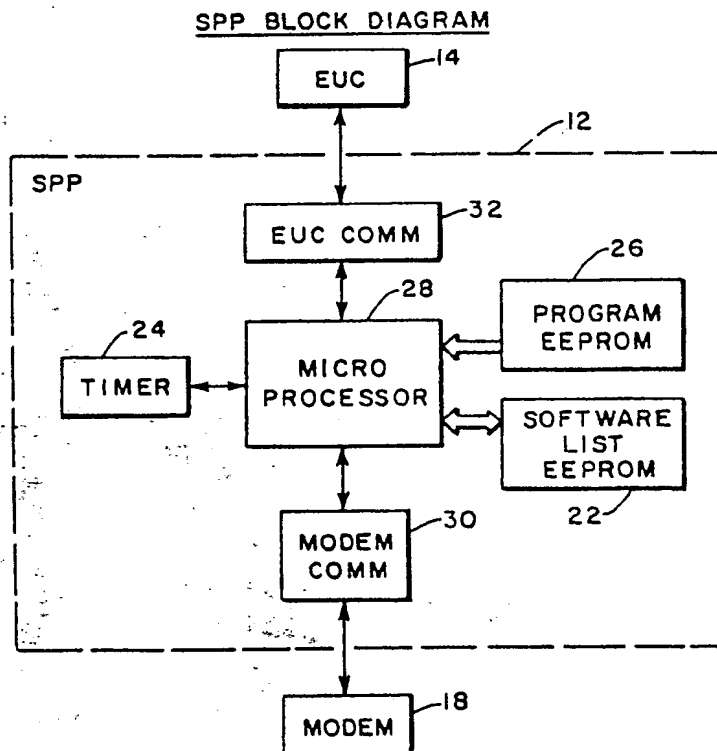 SPP BLOCK DIAGRAM
EUC
14
12
SPP
32
EUC COMM
26
28
PROGRAM
EEPROM
24
TIMER
MICRO
PROCESSOR
SOFTWARE
LIST
EEPROM
22
30
MODEM
COMM
18
MODEM